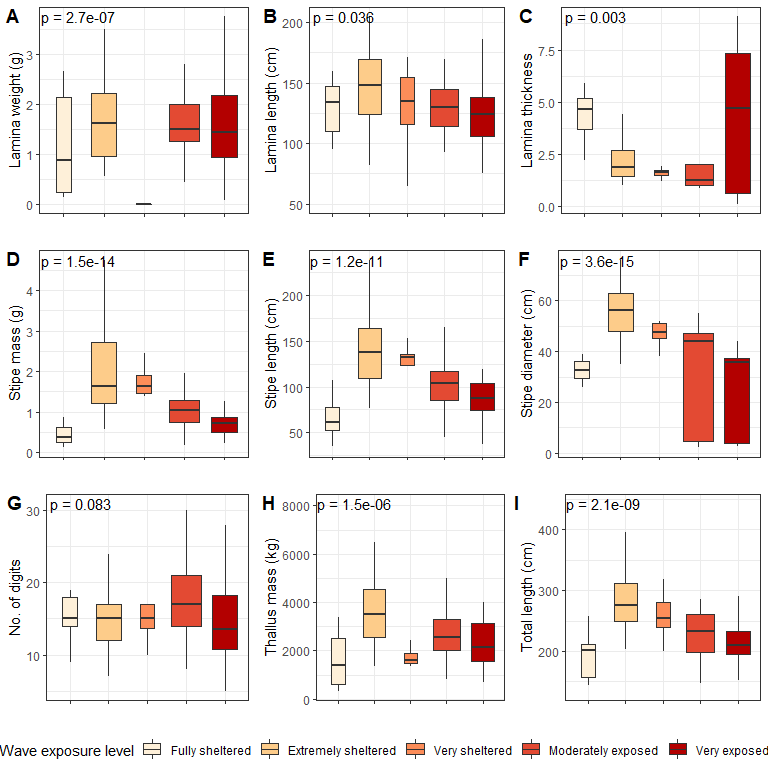 A
p = 2.7e-07
Lamina weight (g)
3
2
1
0
B
p = 0.036
Lamina length (cm)
200
150
100
50
C
p = 0.003
Lamina thickness
7.5
5.0
2.5
0.0
D
p = 1.5e-14
Stipe mass (g)
4
3
2
1
0
E
p = 1.2e-11
Stipe length (cm)
200
150
100
50
F
p = 3.6e-15
Stipe diameter (cm)
60
40
20
0
G
p = 0.083
No. of digits
30
20
10
H
p = 1.5e-06
Thallus mass (kg)
8000
6000
4000
2000
0
I
p = 2.1e-09
Total length (cm)
400
300
200
Wave exposure level Fully sheltered Extremely sheltered Very sheltered Moderately exposed Very exposed